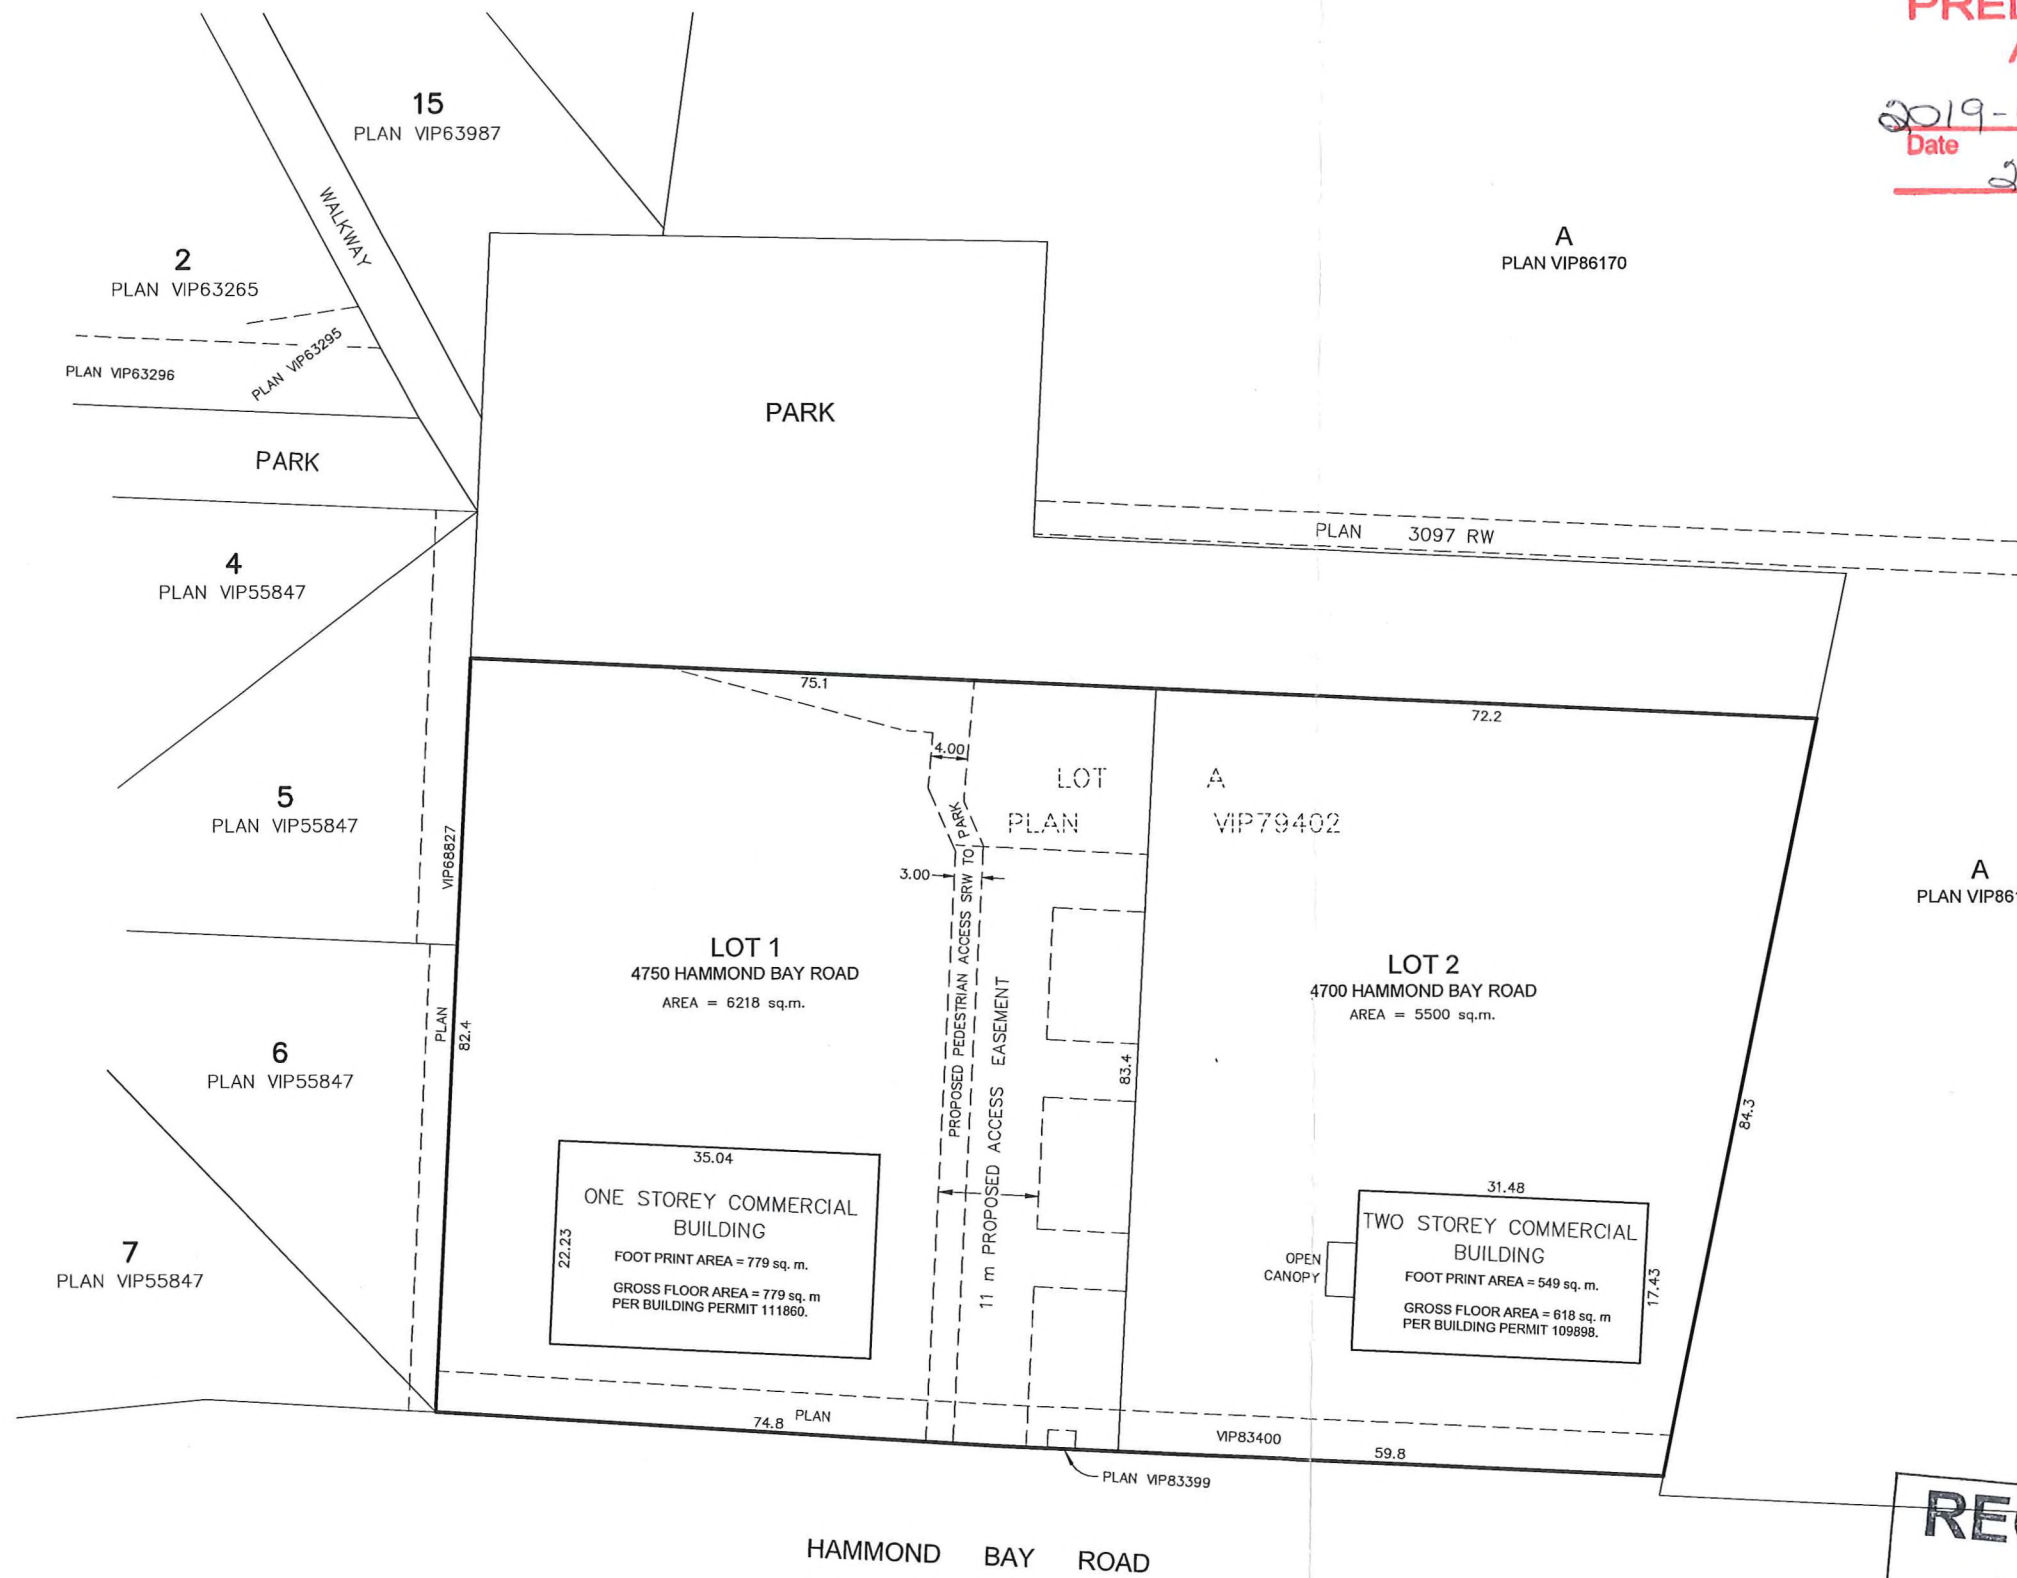 15
PLAN VIP63987
WALKWAY
2019-
Date
A
PLAN VIP86170
2
PLAN VIP63265
PLAN VIP63295
PLAN VIP63296
PARK
PARK
PLAN 3097 RW
4
PLAN VIP55847
75.1
72.2
4.00
LOT A
PLAN VIP79402
5
PLAN VIP55847
PLAN VIP68827
82.4
3.00
PROPOSED PEDESTRIAN ACCESS SRW TO PARK
11 m PROPOSED ACCESS EASEMENT
A
LOT 1
4750 HAMMOND BAY ROAD
AREA = 6218 sq.m.
LOT 2
4700 HAMMOND BAY ROAD
AREA = 5500 sq.m.
83.4
84.3
6
PLAN VIP55847
35.04
22.23
ONE STOREY COMMERCIAL
BUILDING
FOOT PRINT AREA = 779 sq. m.
GROSS FLOOR AREA = 779 sq. m
PER BUILDING PERMIT 111860.
31.48
17.43
TWO STOREY COMMERCIAL
BUILDING
FOOT PRINT AREA = 549 sq. m.
GROSS FLOOR AREA = 618 sq. m
PER BUILDING PERMIT 109898.
OPEN
CANOPY
7
PLAN VIP55847
74.8
PLAN VIP83400
59.8
PLAN VIP83399
HAMMOND BAY ROAD